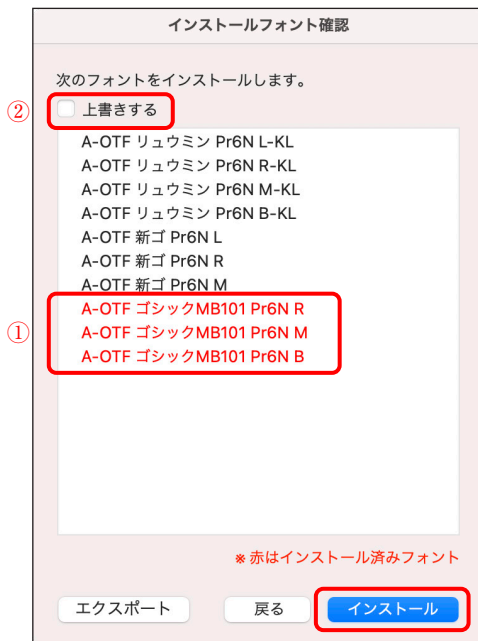 インストールフォント確認
次のフォントをインストールします。
② 上書きする
A-OTF リュウミン Pr6N L-KL
A-OTF リュウミン Pr6N R-KL
A-OTF リュウミン Pr6N M-KL
A-OTF リュウミン Pr6N B-KL
A-OTF 新ゴ Pr6N L
A-OTF 新ゴ Pr6N R
A-OTF 新ゴ Pr6N M
A-OTF ゴシックMB101 Pr6N R
① A-OTF ゴシックMB101 Pr6N M
A-OTF ゴシックMB101 Pr6N B
※ 赤はインストール済みフォント
エクスポート 戻る インストール